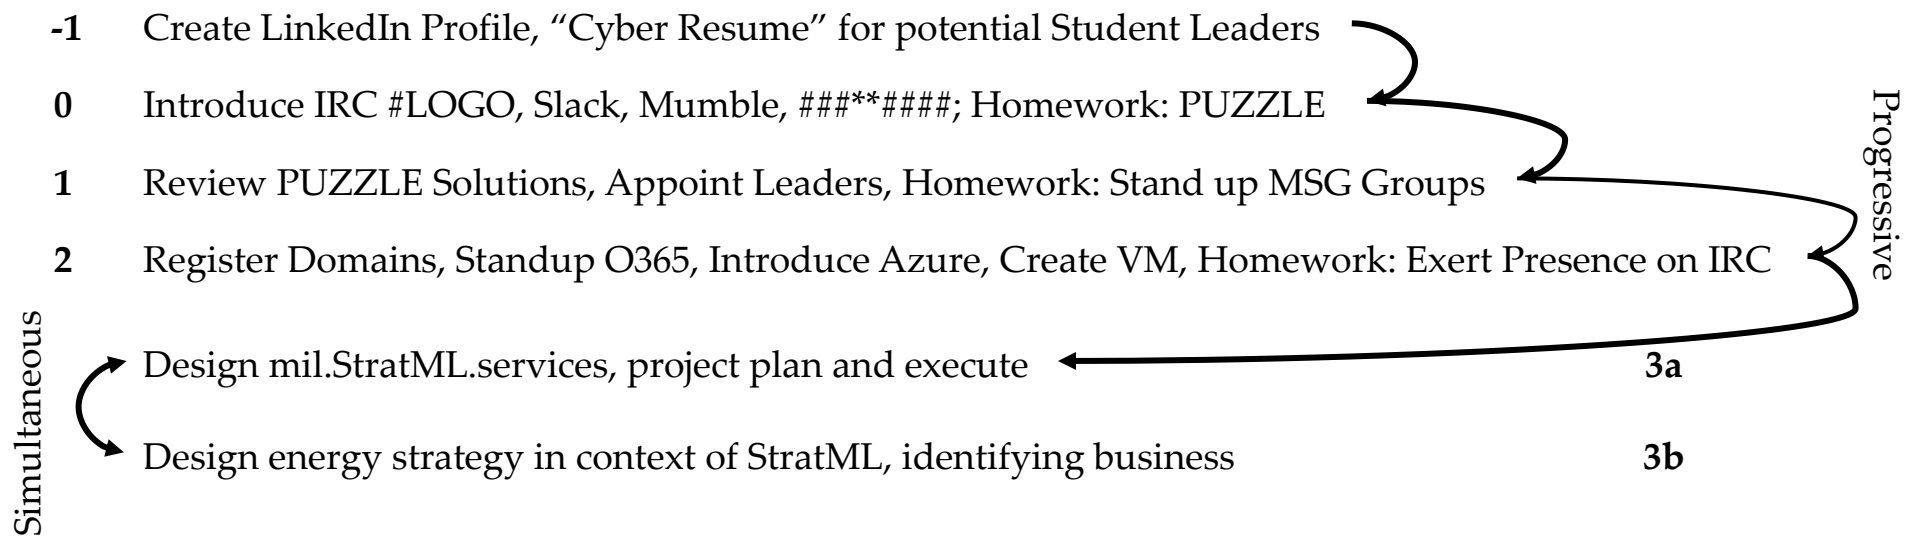 -1 Create LinkedIn Profile, “Cyber Resume” for potential Student Leaders
0 Introduce IRC #LOGO, Slack, Mumble, ###**####; Homework: PUZZLE
1 Review PUZZLE Solutions, Appoint Leaders, Homework: Stand up MSG Groups
2 Register Domains, Standup O365, Introduce Azure, Create VM, Homework: Exert Presence on IRC
Progressive
Design mil.StratML.services, project plan and execute 3a
Design energy strategy in context of StratML, identifying business 3b
Simultaneous